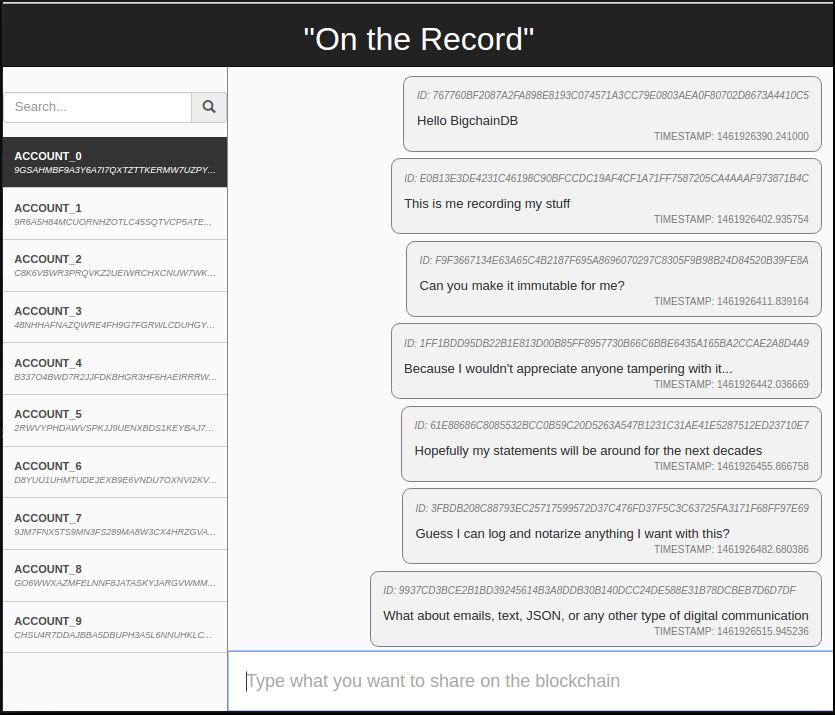 "On the Record"
Search...
ACCOUNT_0
9GSAHMBF9A3Y6A7I7QXTZTTKERMW7UZPY...
ACCOUNT_1
9R6A5H84MCUORNHZOTLC45SQTVCP5ATE...
ACCOUNT_2
C8K6VBWR3PRQVKZ2UEIWRCHXCNUW7WK...
ACCOUNT_3
48NHHAFNAZQWRE4FH9G7FGRWLCDUHGY...
ACCOUNT_4
B337O4BWD7R2JJFDKBHGR3HF6HAEIRRRW...
ACCOUNT_5
2RWVYPHDAWVSPKJJ9UENXBDS1KEYBAJ7...
ACCOUNT_6
D8YUU1UHMTUDEJEXB9E6VNDU7OXNVI2KV...
ACCOUNT_7
9JM7FNX5TS9MN3FS289MA8W3CX4HRZGVA...
ACCOUNT_8
GO6WWXAZMFELNNF8JATASKYJARGVWMM...
ACCOUNT_9
CHSU4R7DDAJBBA5DBUPH3A5L6NNUHKLC...
ID: 767760BF2087A2FA898E8193C074571A3CC79E0803AEA0F80702D8673A4410C5
Hello BigchainDB
TIMESTAMP: 1461926390.241000
ID: E0B13E3DE4231C46198C90BFCCDC19AF4CF1A71FF7587205CA4AAAF973871B4C
This is me recording my stuff
TIMESTAMP: 1461926402.935754
ID: F9F3667134E63A65C4B2187F695A8696070297C8305F9B98B24D84520B39FE8A
Can you make it immutable for me?
TIMESTAMP: 1461926411.839164
ID: 1FF1BDD95DB22B1E813D00B85FF8957730B66C6BBE6435A165BA2CCAE2A8D4A9
Because I wouldn't appreciate anyone tampering with it...
TIMESTAMP: 1461926442.036669
ID: 61E88686C8085532BCC0B59C20D5263A547B1231C31AE41E5287512ED23710E7
Hopefully my statements will be around for the next decades
TIMESTAMP: 1461926455.866758
ID: 3FBDB208C88793EC25717599572D37C476FD37F5C3C63725FA3171F68FF97E69
Guess I can log and notarize anything I want with this?
TIMESTAMP: 1461926482.680386
ID: 9937CD3BCE2B1BD39245614B3A8DDB30B140DCC24DE588E31B78DCBEB7D6D7DF
What about emails, text, JSON, or any other type of digital communication
TIMESTAMP: 1461926515.945236
Type what you want to share on the blockchain